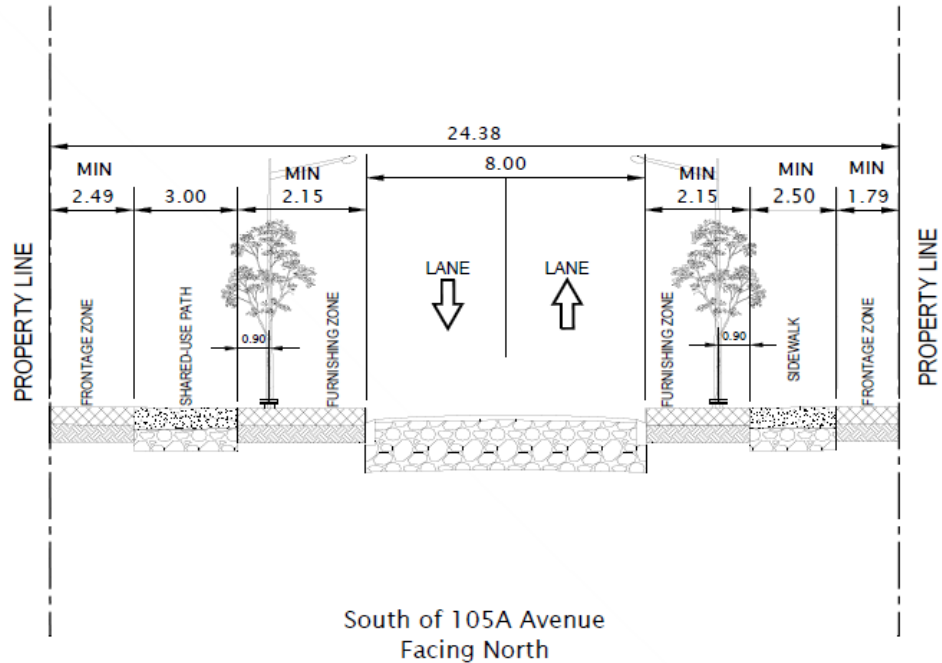 24.38
MIN
2.49
3.00
MIN
2.15
8.00
MIN
2.15
MIN
2.50
MIN
1.79
PROPERTY LINE
FRONTAGE ZONE
SHARED-USE PATH
0.90
FURNISHING ZONE
LANE
LANE
FURNISHING ZONE
0.90
SIDEWALK
FRONTAGE ZONE
PROPERTY LINE
South of 105A Avenue
Facing North